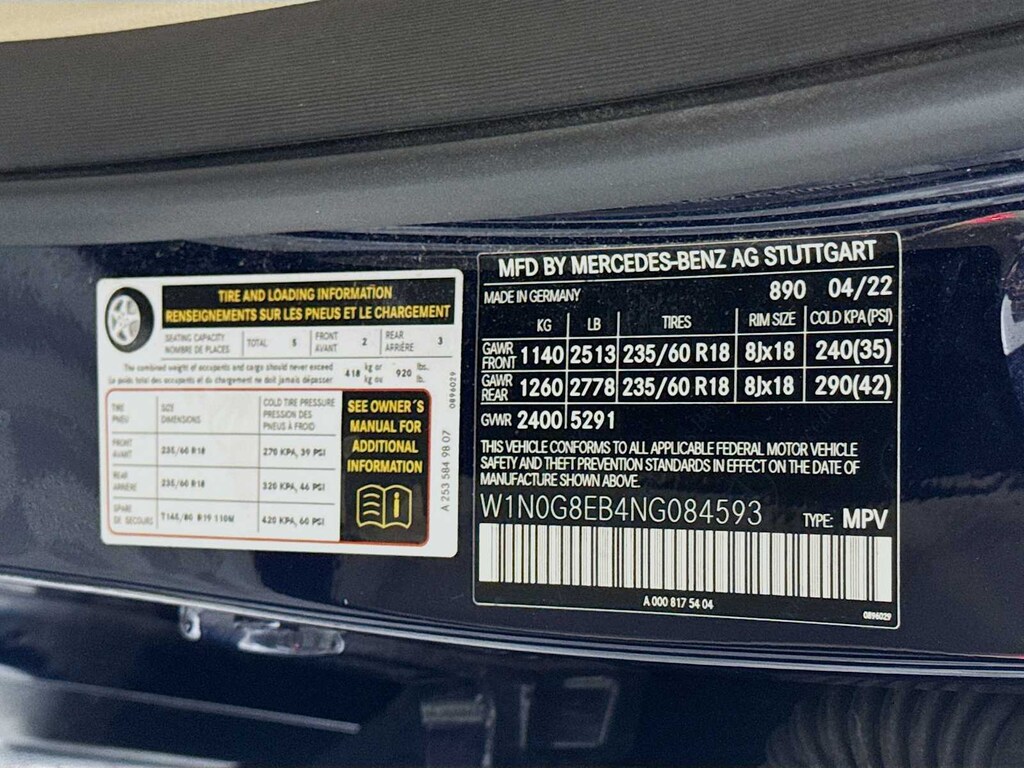 TIRE AND LOADING INFORMATION
RENSEIGNEMENTS SUR LES PNEUS ET LE CHARGEMENT
SEATING CAPACITY
NOMBRE DE PLACES
TOTAL 5
FRONT
AVANT
2
REAR
ARRIÈRE
3
The combined weight of occupants and cargo should never exceed
Le poids total des occupants et du chargement ne doit jamais dépasser
418 kg or
kg ou
920 lbs.
lb.
TIRE
PNEU
SIZE
DIMENSIONS
COLD TIRE PRESSURE
PRESSION DES
PNEUS À FROID
FRONT
AVANT
235/60 R18
270 KPA, 39 PSI
REAR
ARRIÈRE
235/60 R18
320 KPA, 46 PSI
SPARE
DE SECOURS
T145/80 R19 110M
420 KPA, 60 PSI
SEE OWNER´S
MANUAL FOR
ADDITIONAL
INFORMATION
0896029
A 253 584 98 07
MFD BY MERCEDES-BENZ AG STUTTGART
MADE IN GERMANY 890 04/22
KG LB TIRES RIM SIZE COLD KPA (PSI)
GAWR
FRONT
1140 2513 235/60 R18 8Jx18 240(35)
GAWR
REAR
1260 2778 235/60 R18 8Jx18 290(42)
GVWR 2400 5291
THIS VEHICLE CONFORMS TO ALL APPLICABLE FEDERAL MOTOR VEHICLE
SAFETY AND THEFT PREVENTION STANDARDS IN EFFECT ON THE DATE OF
MANUFACTURE SHOWN ABOVE.
W1N0G8EB4NG084593 TYPE: MPV
A 000 817 54 04
0896029